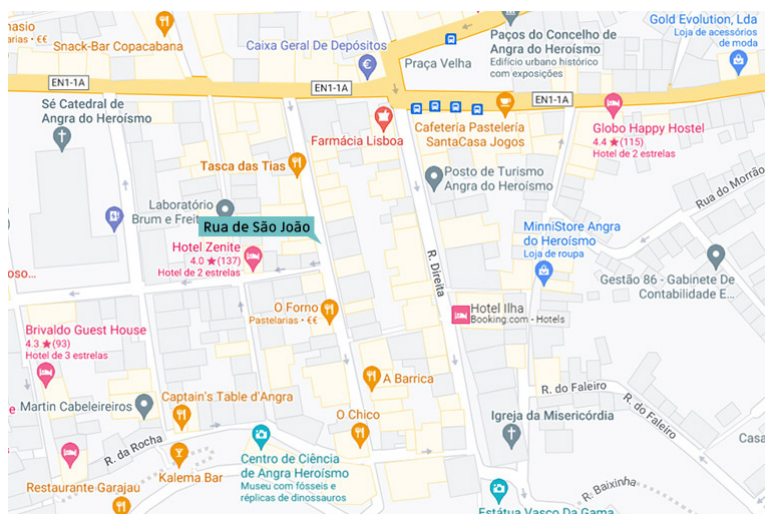 nasio
elarias • €€
Snack-Bar Copacabana
Caixa Geral De Depósitos
Paços do Concelho de
Angra do Heroísmo
Edifício urbano histórico
com exposições
Gold Evolution, Lda
Loja de acessórios
de moda
Praça Velha
EN1-1A
EN1-1A
EN1-1A
Sé Catedral de
Angra do Heroísmo
Farmácia Lisboa
Cafetería Pastelería
SantaCasa Jogos
Globo Happy Hostel
4.4 ★ (115)
Hotel de 2 estrelas
Tasca das Tias
Posto de Turismo
Angra do Heroísmo
Rua do Morrão
Laboratório
Brum e Freit
Rua de São João
MinniStore Angra
do Heroísmo
Loja de roupa
Hotel Zenite
4.0 ★ (137)
Hotel de 2 estrelas
R. Direita
oso...
Gestão 86 - Gabinete De
Contabilidade E...
O Forno
Pastelarias • €€
Hotel Ilha
Booking.com - Hotels
Brivaldo Guest House
4.3 ★ (93)
Hotel de 3 estrelas
A Barrica
R. do Faleiro
R. do Faleiro
Captain's Table d'Angra
e Martin Cabeleireiros
O Chico
Igreja da Misericórdia
R. da Rocha
Casa
Centro de Ciência
de Angra Heroísmo
Museu com fósseis e
réplicas de dinossauros
Kalema Bar
Restaurante Garajau
R. Baixinha
Estátua Vasco Da Gama